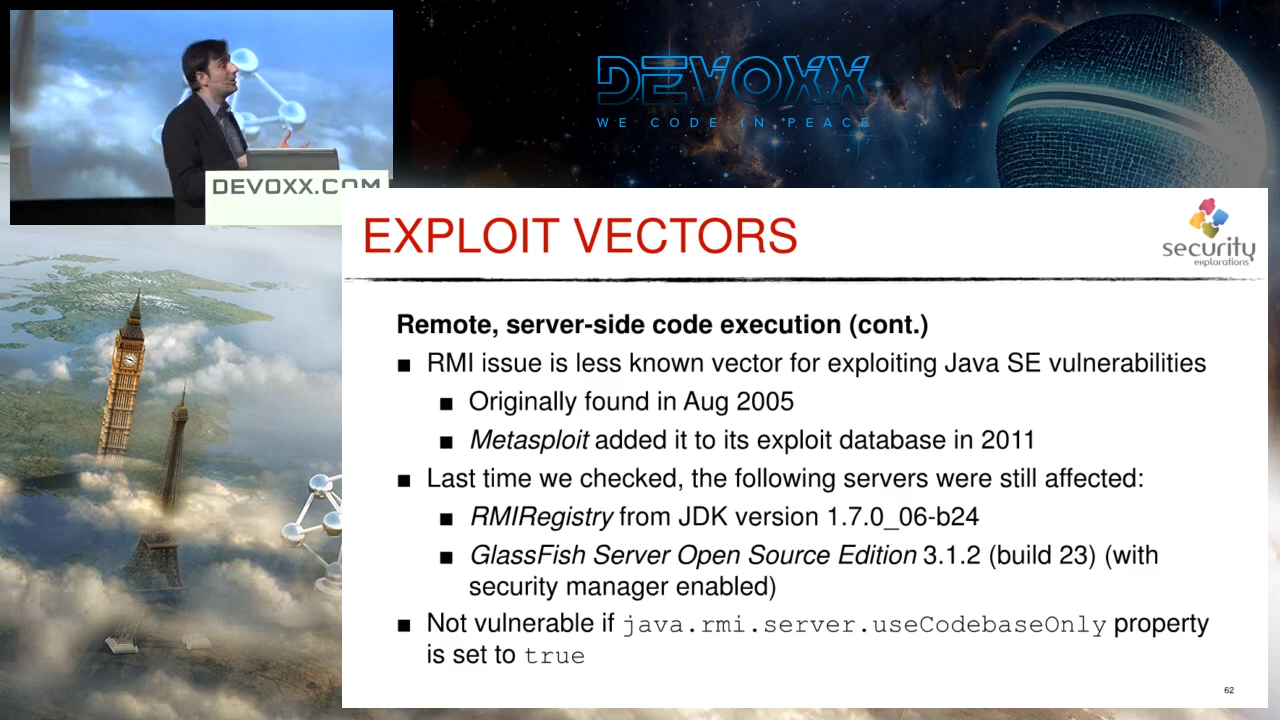 DEVOXX
WE CODE IN PEACE
DEVOXX.COM
EXPLOIT VECTORS
security
explorations
Remote, server-side code execution (cont.)
■ RMI issue is less known vector for exploiting Java SE vulnerabilities
■ Originally found in Aug 2005
■ Metasploit added it to its exploit database in 2011
■ Last time we checked, the following servers were still affected:
■ RMIRegistry from JDK version 1.7.0_06-b24
■ GlassFish Server Open Source Edition 3.1.2 (build 23) (with
security manager enabled)
■ Not vulnerable if java.rmi.server.useCodebaseOnly property
is set to true
62